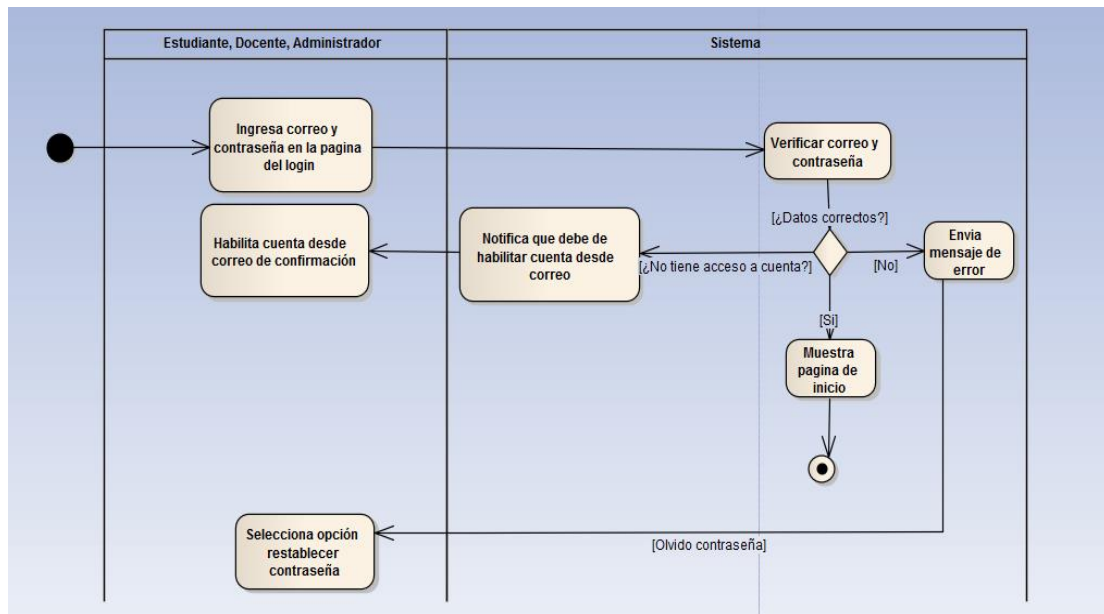 Estudiante, Docente, Administrador
Sistema
Ingresa correo y
contraseña en la pagina
del login
Verificar correo y
contraseña
[¿Datos correctos?]
Habilita cuenta desde
correo de confirmación
Notifica que debe de
habilitar cuenta desde
correo
[¿No tiene acceso a cuenta?]
[No]
Envia
mensaje de
error
[Si]
Muestra
pagina de
inicio
Selecciona opción
restablecer
contraseña
[Olvido contraseña]